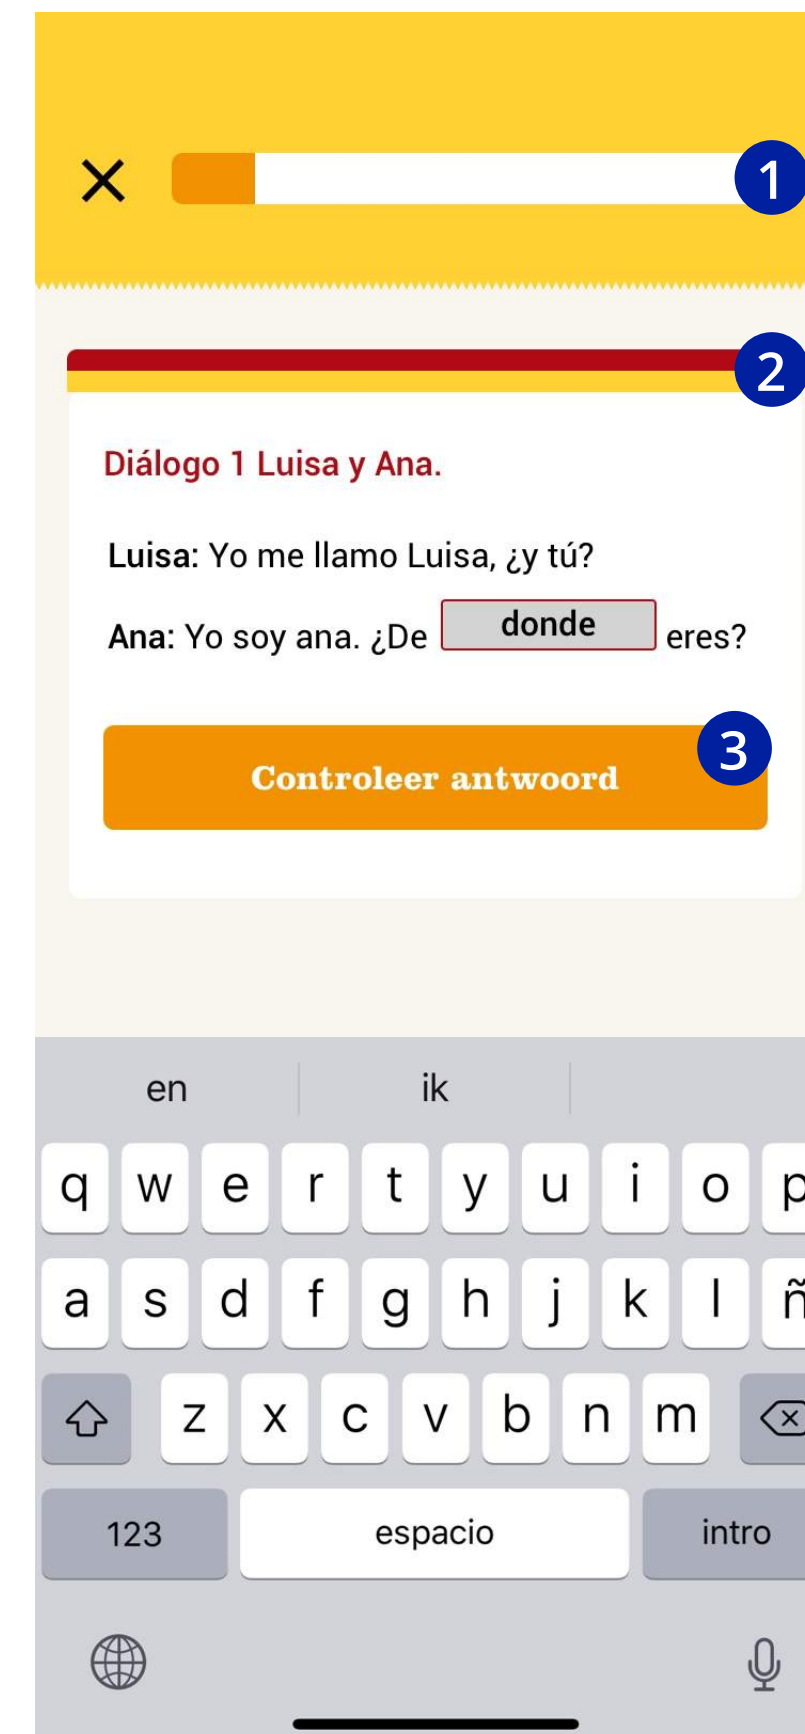 1
2
Diálogo 1 Luisa y Ana.
Luisa: Yo me llamo Luisa, ¿y tú?
Ana: Yo soy ana. ¿De donde eres?
3
Controleer antwoord
en ik
q w e r t y u i o p
a s d f g h j k l ñ
z x c v b n m
123 espacio intro